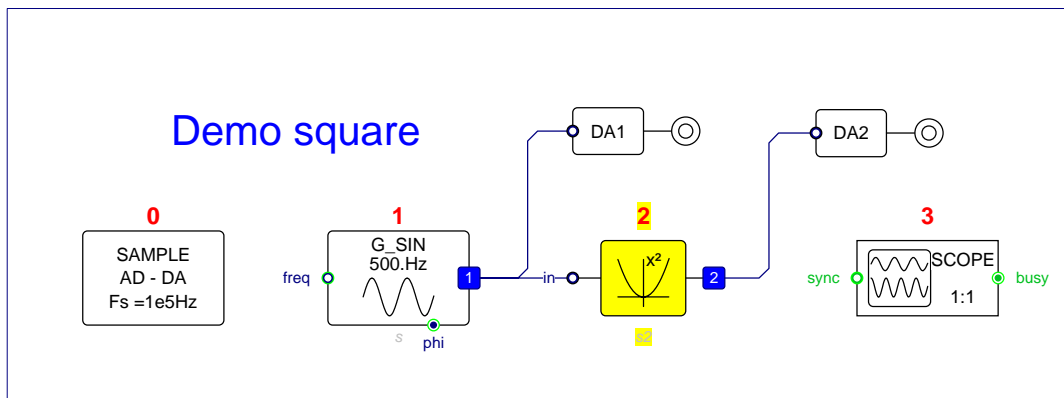 DA1
DA2
Demo square
0
1
2
3
SAMPLE
AD - DA
Fs =1e5Hz
G_SIN
500.Hz
freq
1
s
phi
in
x²
2
s2
sync
SCOPE
1:1
busy